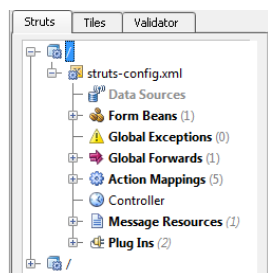 Struts Tiles Validator
/
struts-config.xml
Data Sources
Form Beans (1)
Global Exceptions (0)
Global Forwards (1)
Action Mappings (5)
Controller
Message Resources (1)
Plug Ins (2)
/